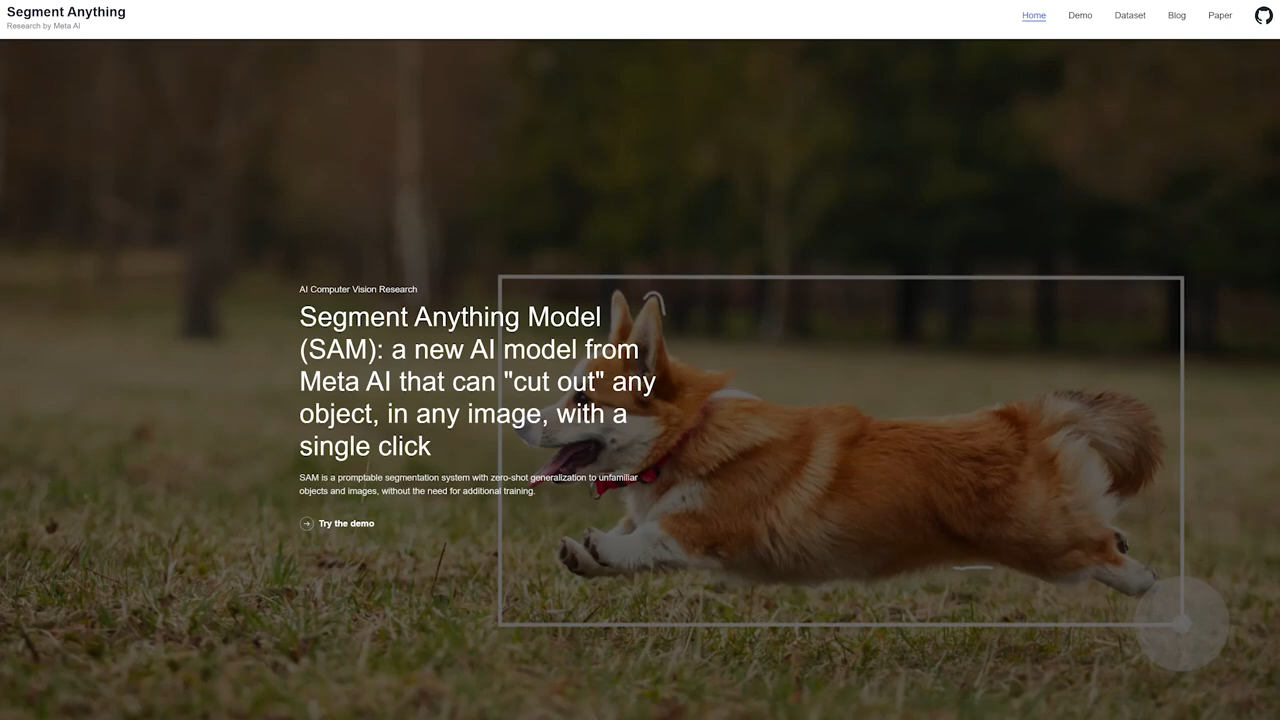 Segment Anything
Research by Meta AI
Home
Demo
Dataset
Blog
Paper
AI Computer Vision Research
Segment Anything Model
(SAM): a new AI model from
Meta AI that can "cut out" any
object, in any image, with a
single click
SAM is a promptable segmentation system with zero-shot generalization to unfamiliar
objects and images, without the need for additional training.
Try the demo